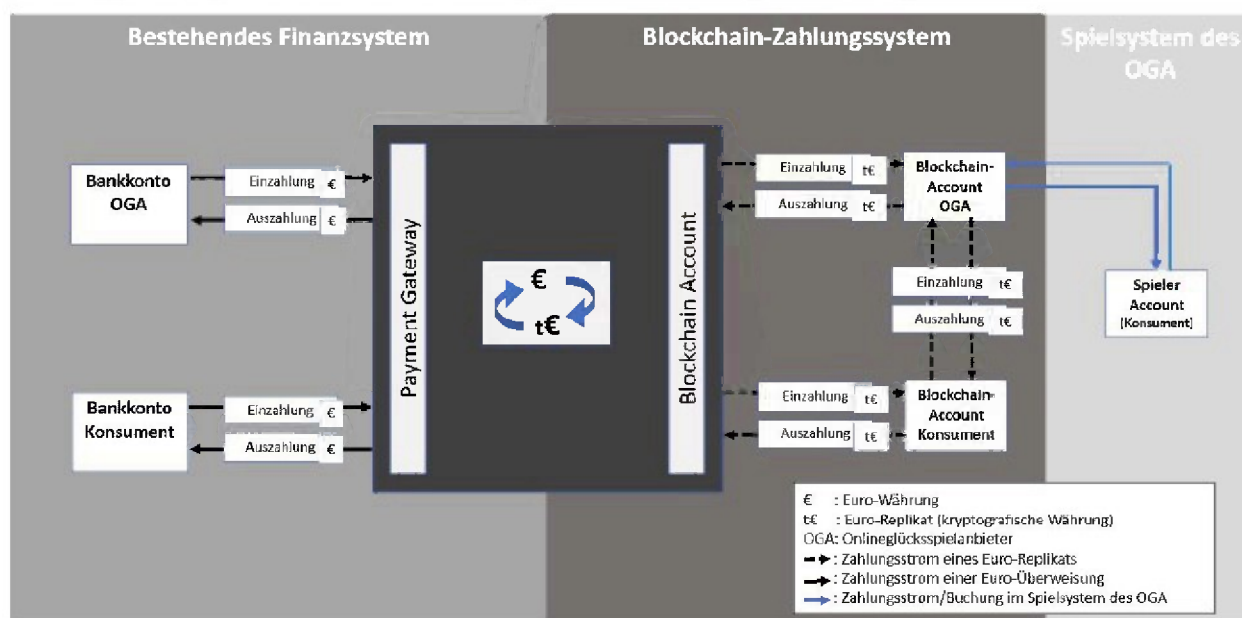 Bestehendes Finanzsystem
Blockchain-Zahlungssystem
Spielsystem des
OGA
Bankkonto
OGA
Einzahlung €
Auszahlung €
Bankkonto
Konsument
Einzahlung €
Auszahlung €
Payment Gateway
€
t€
Blockchain Account
Einzahlung t€
Auszahlung t€
Blockchain-
Account
OGA
Einzahlung t€
Auszahlung t€
Einzahlung t€
Auszahlung t€
Blockchain-
Account
Konsument
Spieler
Account
(Konsument)
€ : Euro-Währung
t€ : Euro-Replikat (kryptografische Währung)
OGA: Onlineglücksspielanbieter
: Zahlungsstrom eines Euro-Replikats
: Zahlungsstrom einer Euro-Überweisung
: Zahlungsstrom/Buchung im Spielsystem des OGA